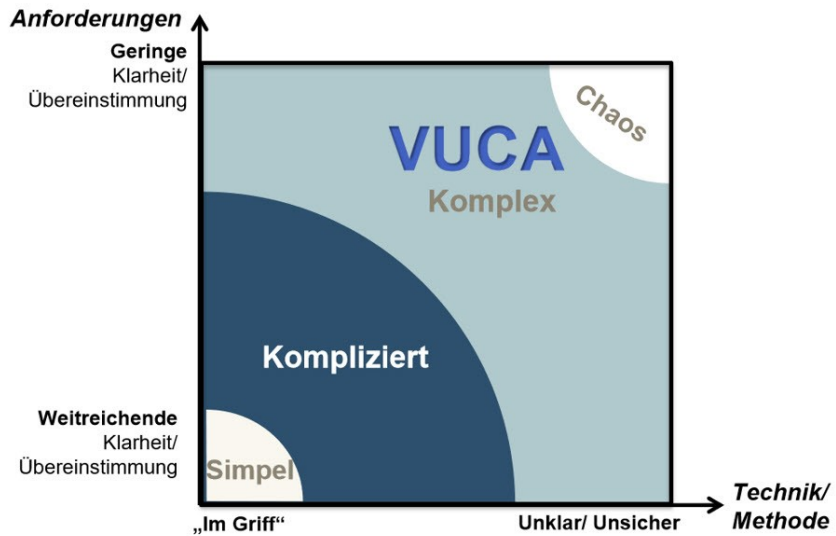 Anforderungen
Geringe
Klarheit/
Übereinstimmung
Chaos
VUCA
Komplex
Kompliziert
Weitreichende
Klarheit/
Übereinstimmung
Simpel
„Im Griff“
Unklar/ Unsicher
Technik/
Methode